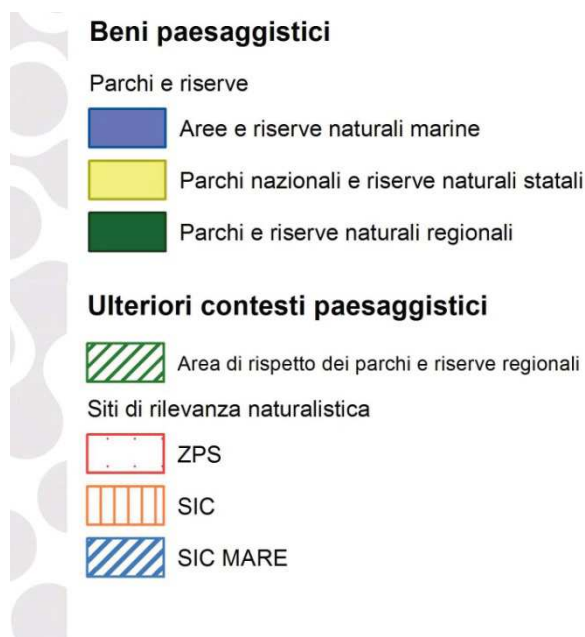 Beni paesaggistici
Parchi e riserve
Aree e riserve naturali marine
Parchi nazionali e riserve naturali statali
Parchi e riserve naturali regionali
Ulteriori contesti paesaggistici
Area di rispetto dei parchi e riserve regionali
Siti di rilevanza naturalistica
ZPS
SIC
SIC MARE